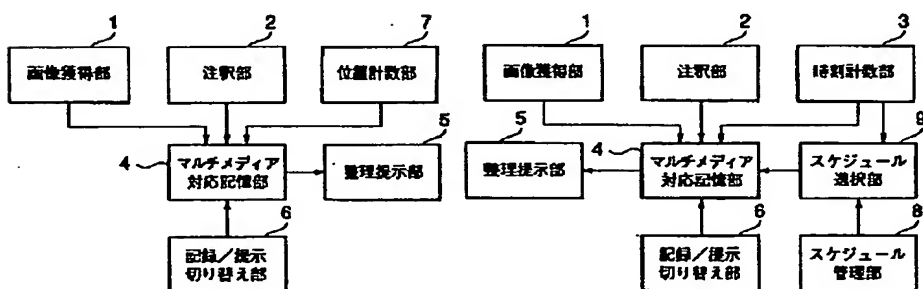 1
2
7
画像獲得部
注釈部
位置計数部
5
4
マルチメディア
対応記憶部
整理提示部
6
記録/提示
切り替え部
1
2
3
画像獲得部
注釈部
時刻計数部
5
4
9
整理提示部
マルチメディア
対応記憶部
スケジュール
選択部
6
8
記録/提示
切り替え部
スケジュール
管理部